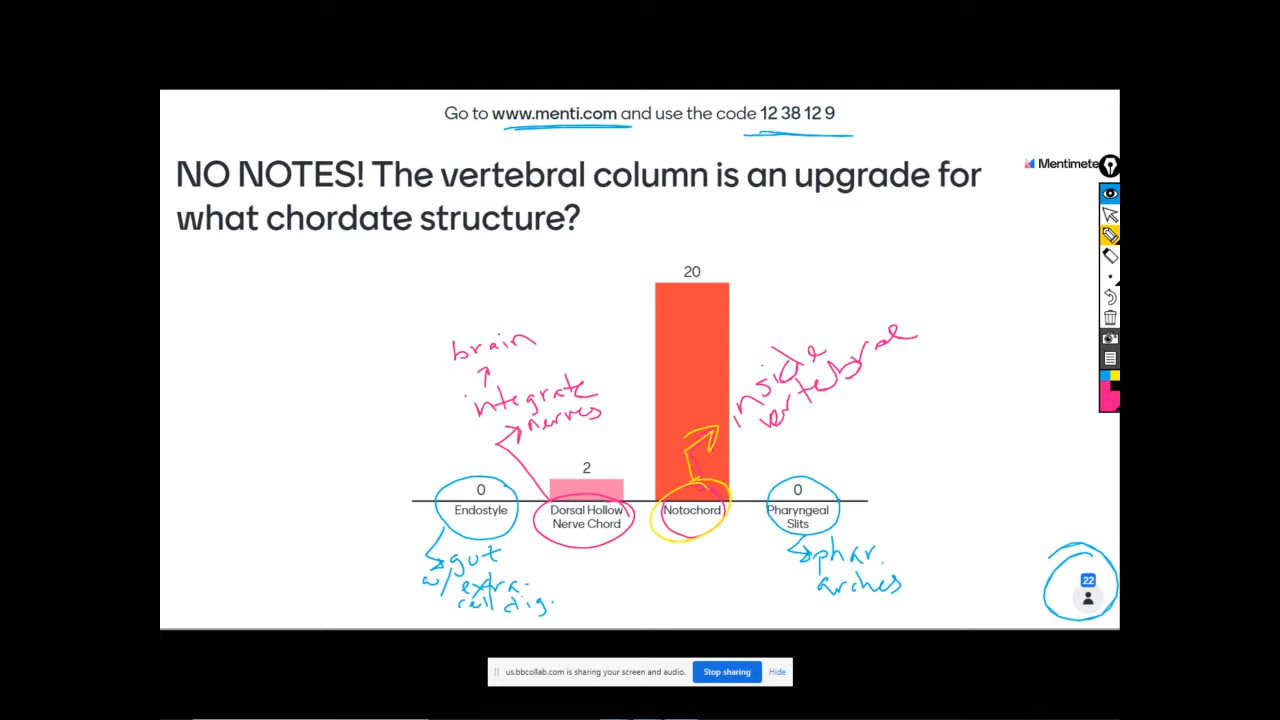 Go to www.menti.com and use the code 12 38 12 9
NO NOTES! The vertebral column is an upgrade for
what chordate structure?
Mentimete
20
brain
integrate
nerves
inside
vertebral
2
0
0
Endostyle
Dorsal Hollow
Nerve Chord
Notochord
Pharyngeal
Slits
gut
w/ extra-
cell dig.
phar.
arches
22
us.bbcollab.com is sharing your screen and audio.
Stop sharing
Hide